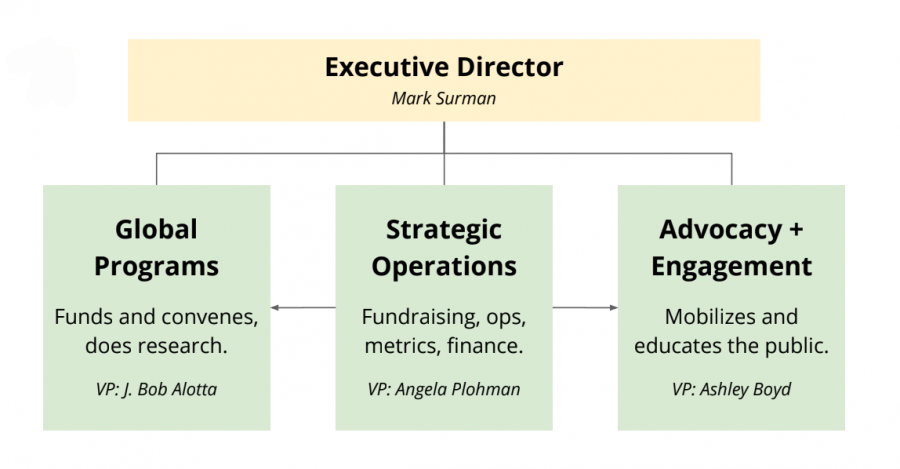 Executive Director
Mark Surman
Global
Programs
Funds and convenes,
does research.
VP: J. Bob Alotta
Strategic
Operations
Fundraising, ops,
metrics, finance.
VP: Angela Plohman
Advocacy +
Engagement
Mobilizes and
educates the public.
VP: Ashley Boyd